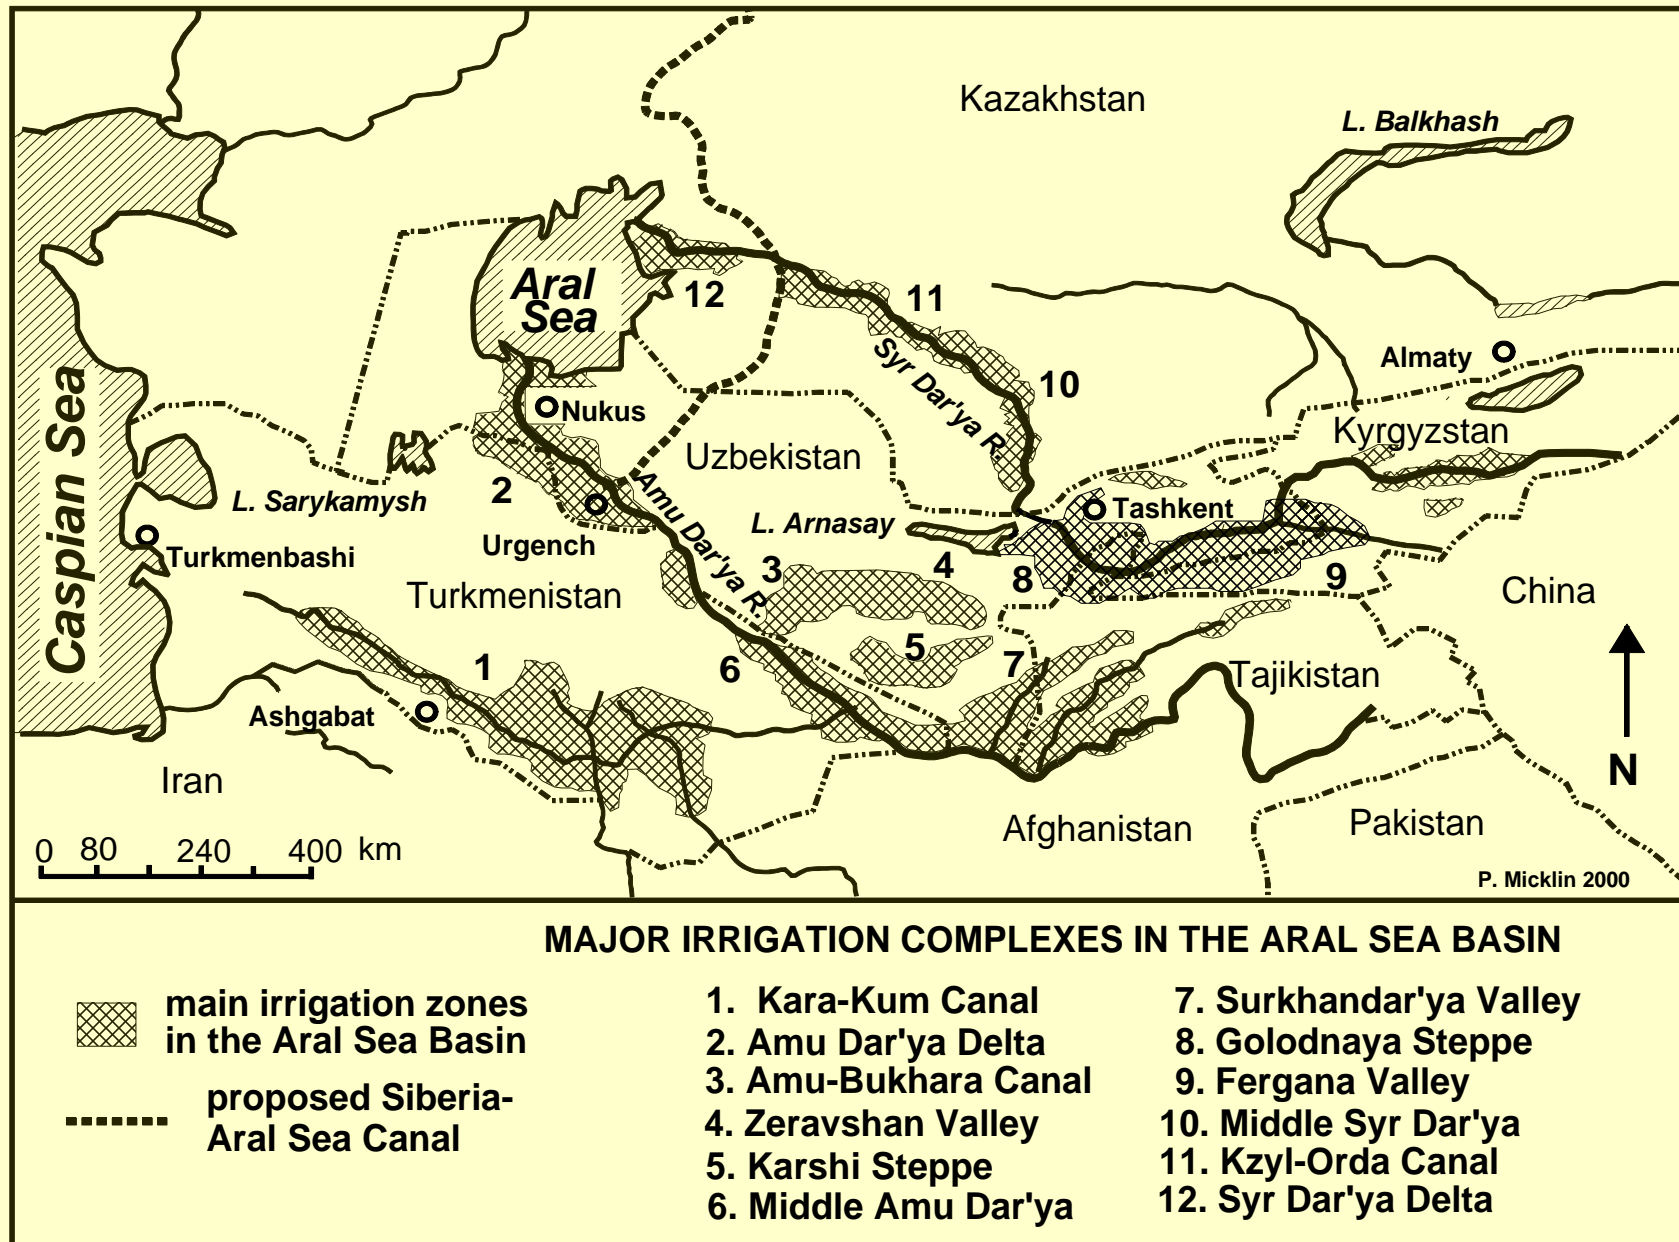 Kazakhstan
L. Balkhash
Aral
Sea
12
11
Syr Dar'ya R.
10
Almaty
Caspian Sea
Nukus
Kyrgyzstan
Uzbekistan
2
L. Sarykamysh
Amu Dar'ya R.
L. Arnasay
Tashkent
Urgench
Turkmenbashi
3
4
8
9
Turkmenistan
China
5
1
6
7
Tajikistan
Ashgabat
Iran
N
Afghanistan
Pakistan
0 80 240 400 km
P. Micklin 2000
MAJOR IRRIGATION COMPLEXES IN THE ARAL SEA BASIN
main irrigation zones
in the Aral Sea Basin
proposed Siberia-
Aral Sea Canal
1. Kara-Kum Canal
2. Amu Dar'ya Delta
3. Amu-Bukhara Canal
4. Zeravshan Valley
5. Karshi Steppe
6. Middle Amu Dar'ya
7. Surkhandar'ya Valley
8. Golodnaya Steppe
9. Fergana Valley
10. Middle Syr Dar'ya
11. Kzyl-Orda Canal
12. Syr Dar'ya Delta